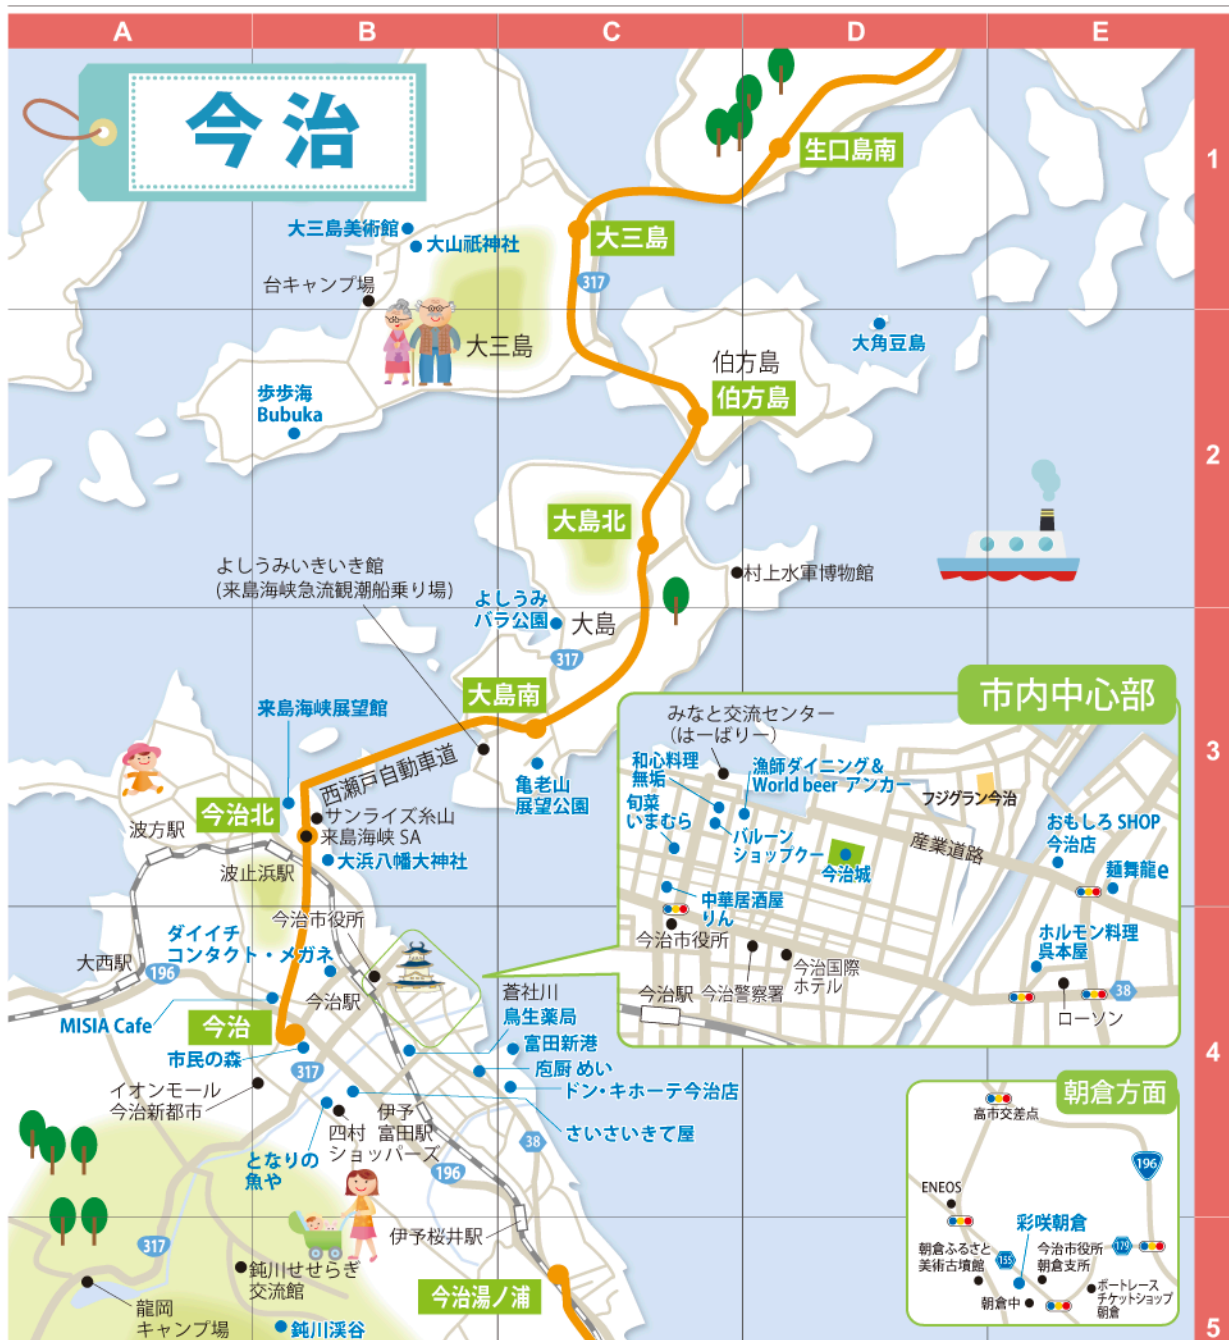 A
B
C
D
E
今治
1
生口島南
大三島美術館
大山祇神社
大三島
317
台キャンプ場
大三島
大角豆島
伯方島
伯方島
歩歩海
Bubuka
2
大島北
よしうみいきいき館
(来島海峡急流観潮船乗り場)
村上水軍博物館
よしうみ
バラ公園
大島
317
大島南
市内中心部
来島海峡展望館
西瀬戸自動車道
亀老山
展望公園
3
みなと交流センター
(はーばりー)
和心料理
無垢
漁師ダイニング&
World beer アンカー
旬菜
いまむら
フジグラン今治
バルーン
ショップクー
産業道路
おもしろSHOP
今治店
今治城
麺舞龍e
中華居酒屋
りん
今治市役所
ホルモン料理
呉本屋
今治国際
ホテル
今治駅
今治警察署
38
ローソン
今治北
サンライズ糸山
来島海峡SA
波方駅
大浜八幡大神社
波止浜駅
今治市役所
ダイイチ
コンタクト・メガネ
大西駅
196
今治駅
蒼社川
鳥生薬局
MISIA Cafe
今治
富田新港
4
市民の森
317
庖厨 めい
イオンモール
今治新都市
ドン・キホーテ今治店
伊予
富田駅
四村
ショッパーズ
さいさいきて屋
38
となりの
魚や
196
朝倉方面
高市交差点
196
ENEOS
彩咲朝倉
朝倉ふるさと
美術古墳館
155
今治市役所
朝倉支所
179
ボートレース
チケットショップ
朝倉
朝倉中
317
伊予桜井駅
鈍川せせらぎ
交流館
今治湯ノ浦
龍岡
キャンプ場
鈍川渓谷
5